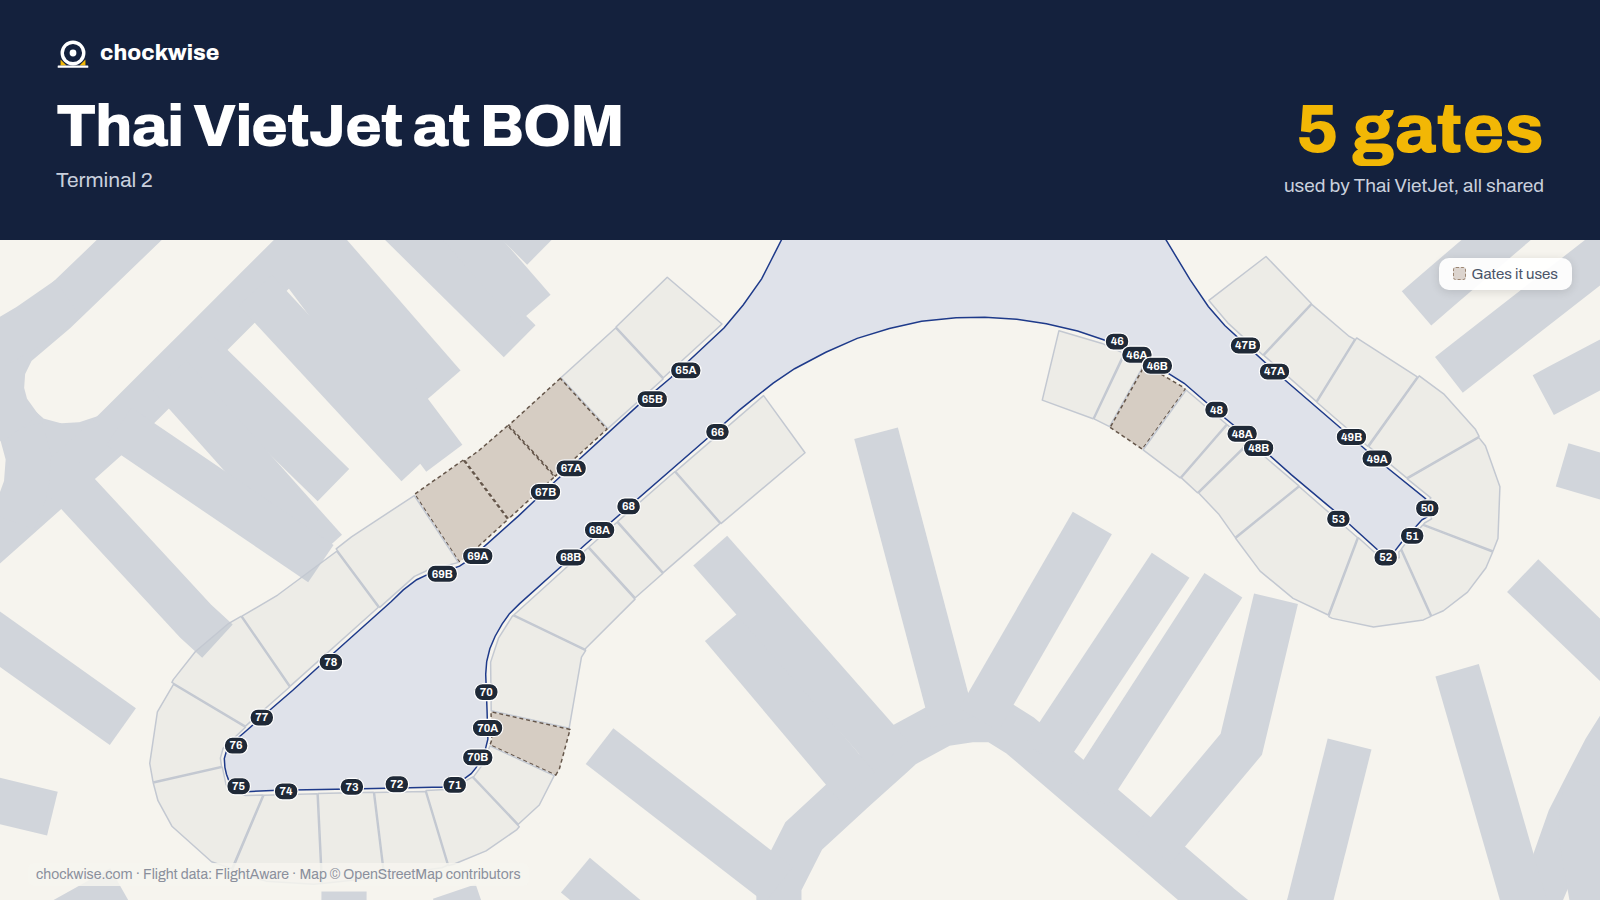 chockwise
Thai VietJet at BOM
Terminal 2
5 gates
used by Thai VietJet, all shared
Gates it uses
46
46A
46B
47B
47A
48
48A
48B
49B
49A
50
51
52
53
65A
65B
66
67A
67B
68
68A
68B
69A
69B
70
70A
70B
71
72
73
74
75
76
77
78
chockwise.com · Flight data: FlightAware · Map © OpenStreetMap contributors